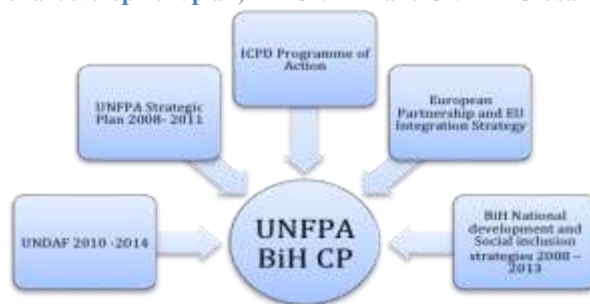 ICPD Programme of
Action
UNFPA Strategic
Plan 2008- 2011
European
Partnership and EU
Integration Strategy
UNDAF 2010 -2014
UNFPA
BiH CP
BiH National
development and
Social inclusion
strategies 2008 –
2013